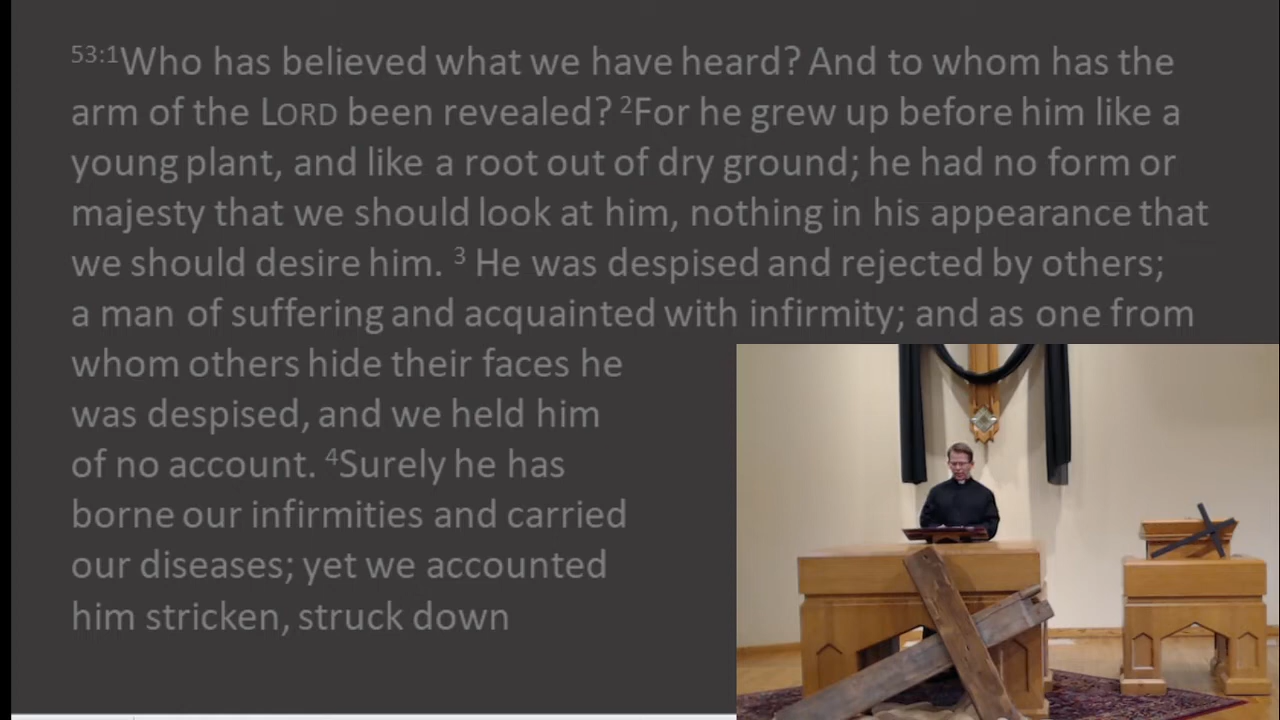 53:1Who has believed what we have heard? And to whom has the
arm of the LORD been revealed? 2For he grew up before him like a
young plant, and like a root out of dry ground; he had no form or
majesty that we should look at him, nothing in his appearance that
we should desire him. 3 He was despised and rejected by others;
a man of suffering and acquainted with infirmity; and as one from
whom others hide their faces he
was despised, and we held him
of no account. 4Surely he has
borne our infirmities and carried
our diseases; yet we accounted
him stricken, struck down